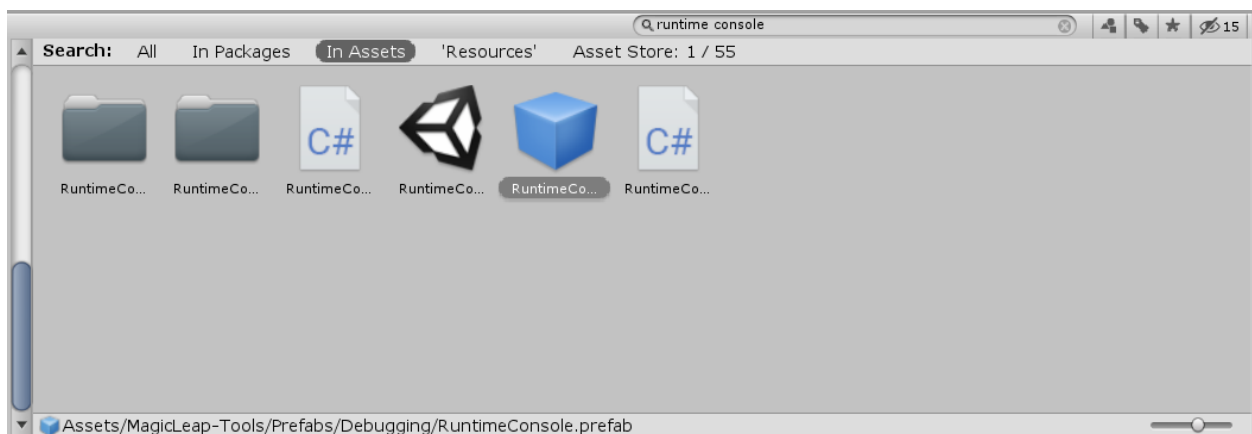 runtime console
15
Search: All In Packages In Assets 'Resources' Asset Store: 1 / 55
C# C#
RuntimeCo... RuntimeCo... RuntimeCo... RuntimeCo... RuntimeCo... RuntimeCo...
Assets/MagicLeap-Tools/Prefabs/Debugging/RuntimeConsole.prefab